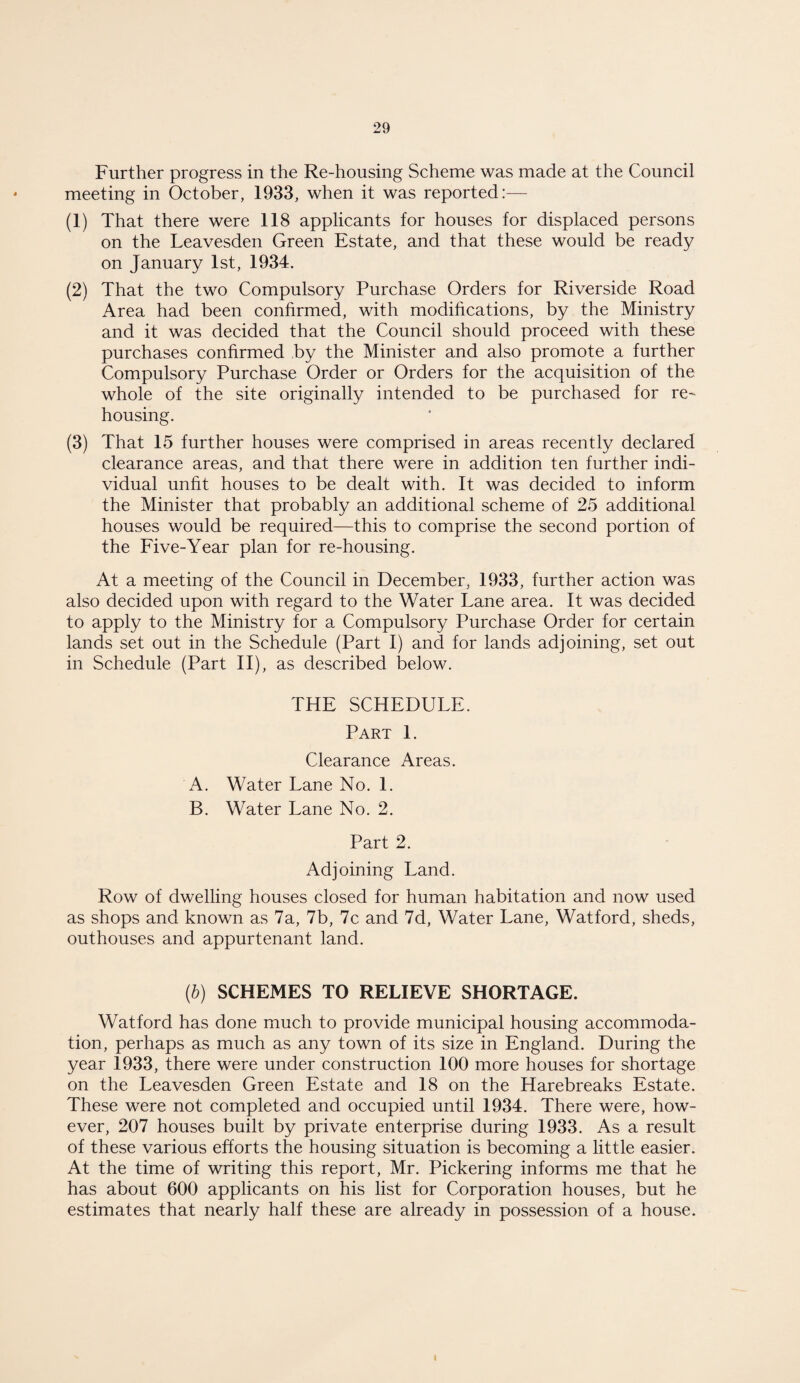 29
Further progress in the Re-housing Scheme was made at the Council
meeting in October, 1933, when it was reported:—
(1) That there were 118 applicants for houses for displaced persons
on the Leavesden Green Estate, and that these would be ready
on January 1st, 1934.
(2) That the two Compulsory Purchase Orders for Riverside Road
Area had been confirmed, with modifications, by the Ministry
and it was decided that the Council should proceed with these
purchases confirmed by the Minister and also promote a further
Compulsory Purchase Order or Orders for the acquisition of the
whole of the site originally intended to be purchased for re-
housing.
(3) That 15 further houses were comprised in areas recently declared
clearance areas, and that there were in addition ten further indi-
vidual unfit houses to be dealt with. It was decided to inform
the Minister that probably an additional scheme of 25 additional
houses would be required—this to comprise the second portion of
the Five-Year plan for re-housing.
At a meeting of the Council in December, 1933, further action was
also decided upon with regard to the Water Lane area. It was decided
to apply to the Ministry for a Compulsory Purchase Order for certain
lands set out in the Schedule (Part I) and for lands adjoining, set out
in Schedule (Part II), as described below.
THE SCHEDULE.
PART 1.
Clearance Areas.
A. Water Lane No. 1.
B. Water Lane No. 2.
Part 2.
Adjoining Land.
Row of dwelling houses closed for human habitation and now used
as shops and known as 7a, 7b, 7c and 7d, Water Lane, Watford, sheds,
outhouses and appurtenant land.
(b) SCHEMES TO RELIEVE SHORTAGE.
Watford has done much to provide municipal housing accommoda-
tion, perhaps as much as any town of its size in England. During the
year 1933, there were under construction 100 more houses for shortage
on the Leavesden Green Estate and 18 on the Harebreaks Estate.
These were not completed and occupied until 1934. There were, how-
ever, 207 houses built by private enterprise during 1933. As a result
of these various efforts the housing situation is becoming a little easier.
At the time of writing this report, Mr. Pickering informs me that he
has about 600 applicants on his list for Corporation houses, but he
estimates that nearly half these are already in possession of a house.